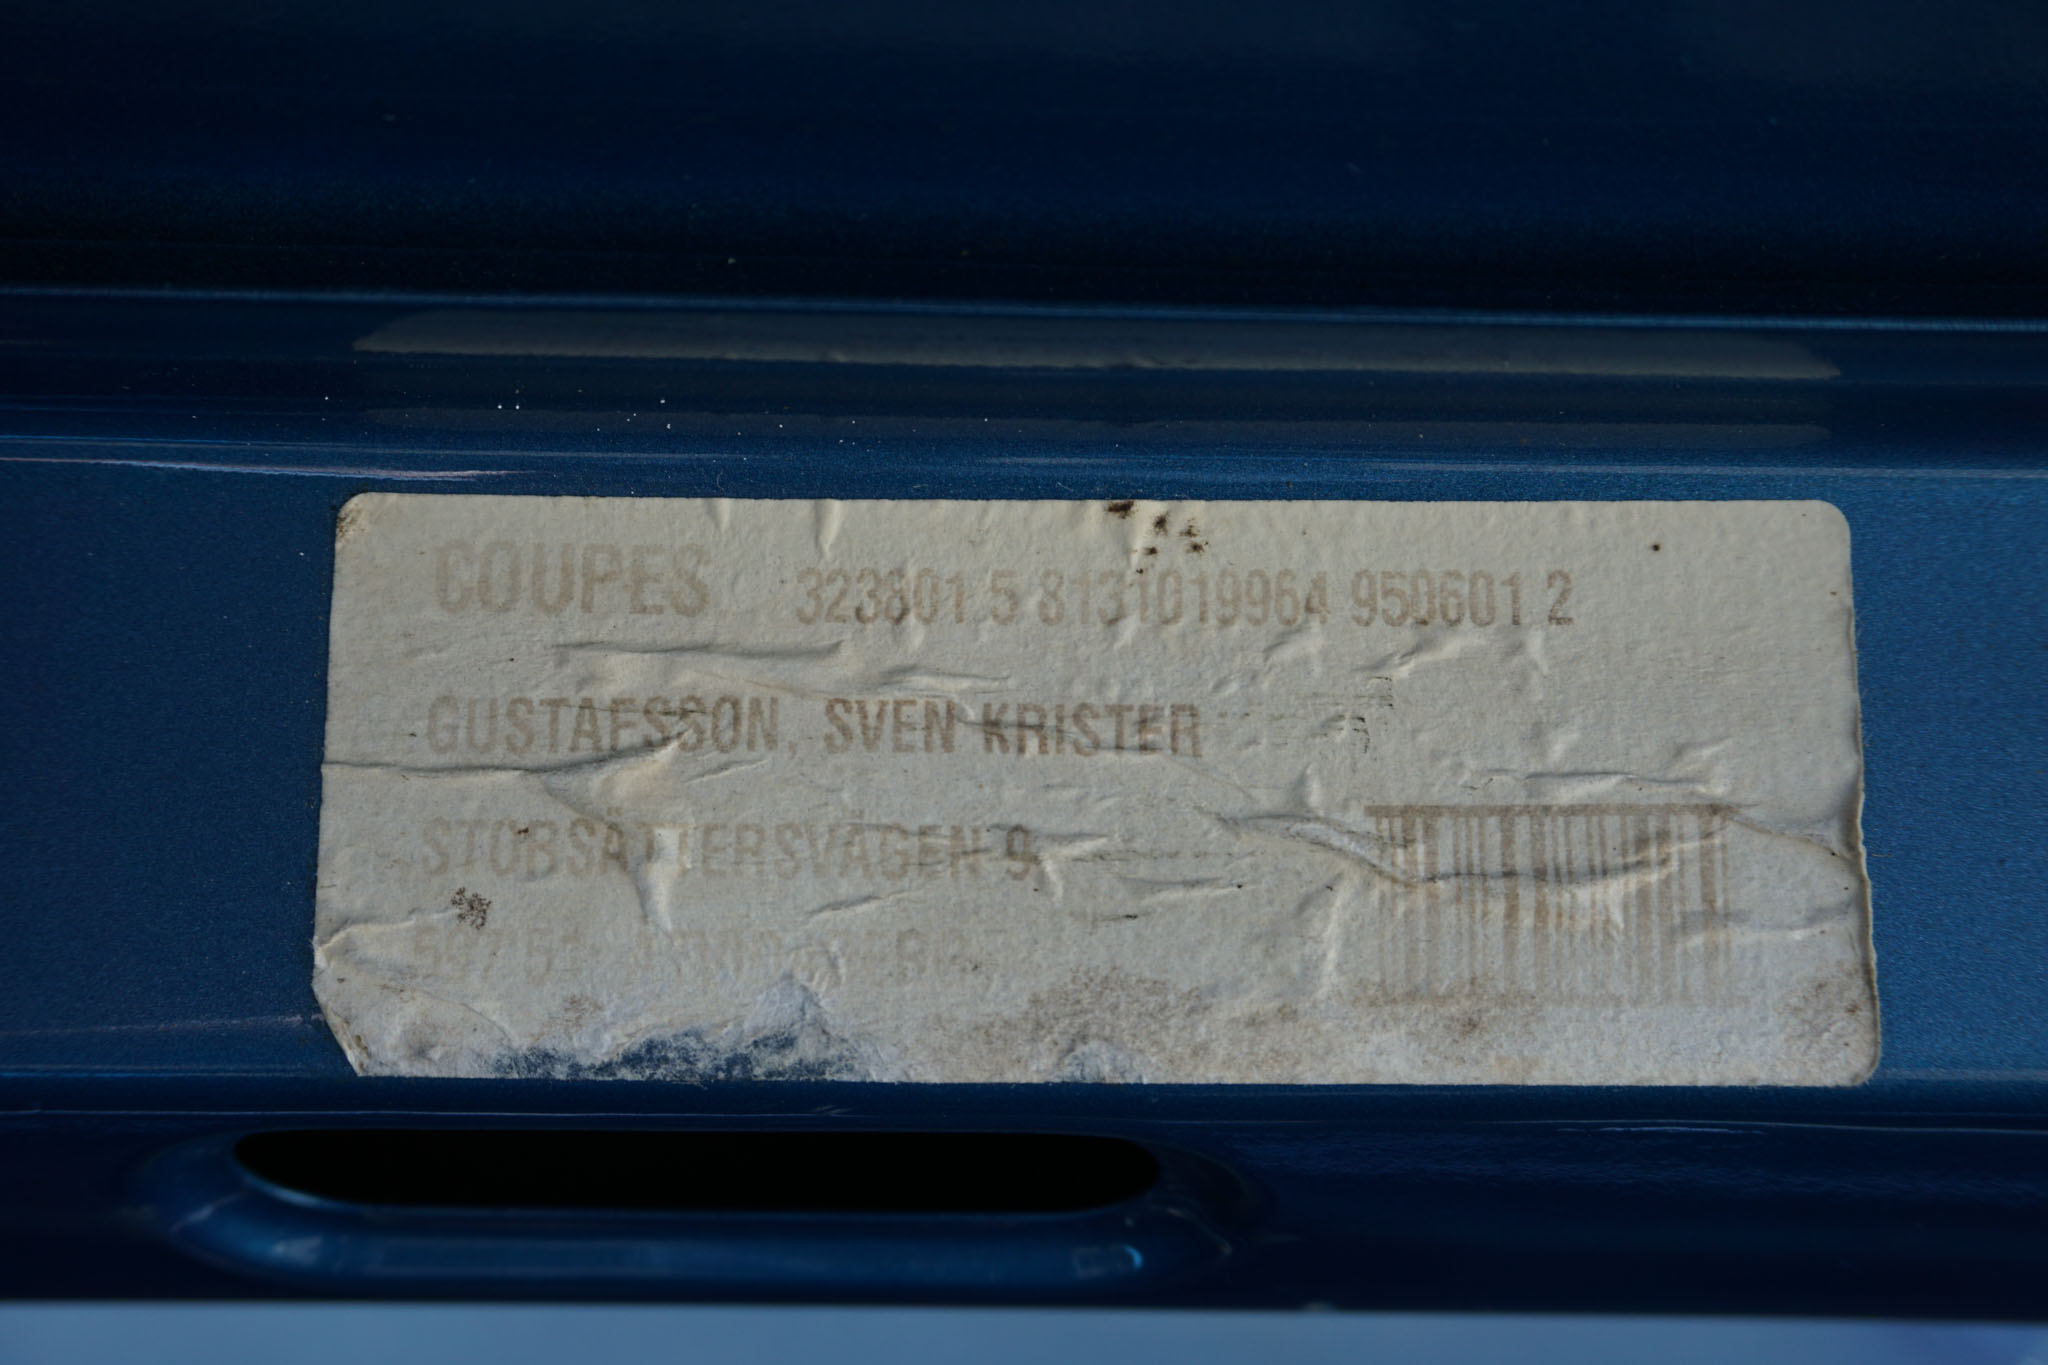 COUPES 323801 5 8131019964 950601 2
GUSTAFSSON, SVEN KRISTER
STORSÄTTERSVÄGEN 9